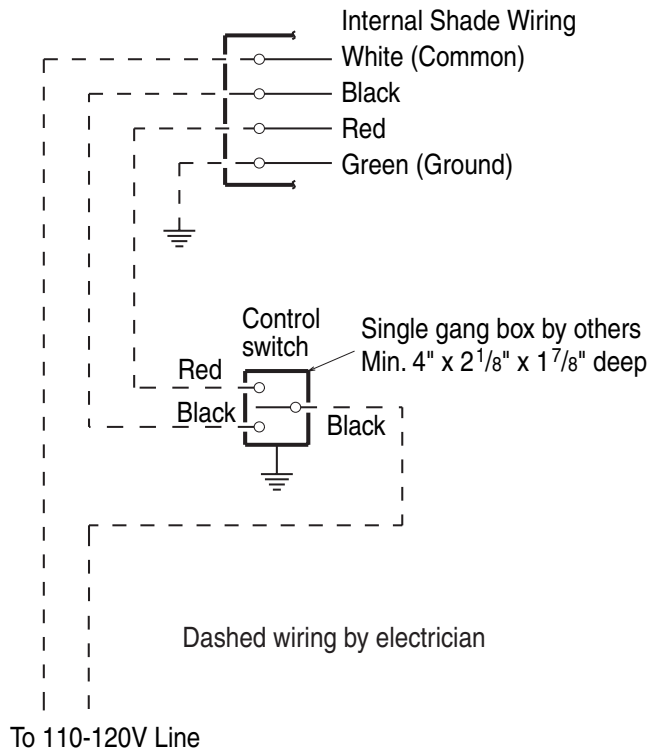 Internal Shade Wiring
White (Common)
Black
Red
Green (Ground)
Control
switch
Single gang box by others
Min. 4" x 2 1/8" x 1 7/8" deep
Red
Black
Black
Dashed wiring by electrician
To 110-120V Line